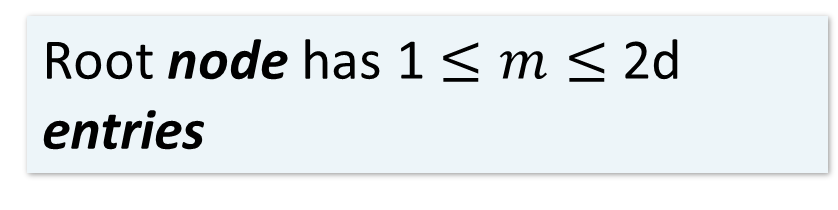 Root node has 1 ≤ m ≤ 2d
entries